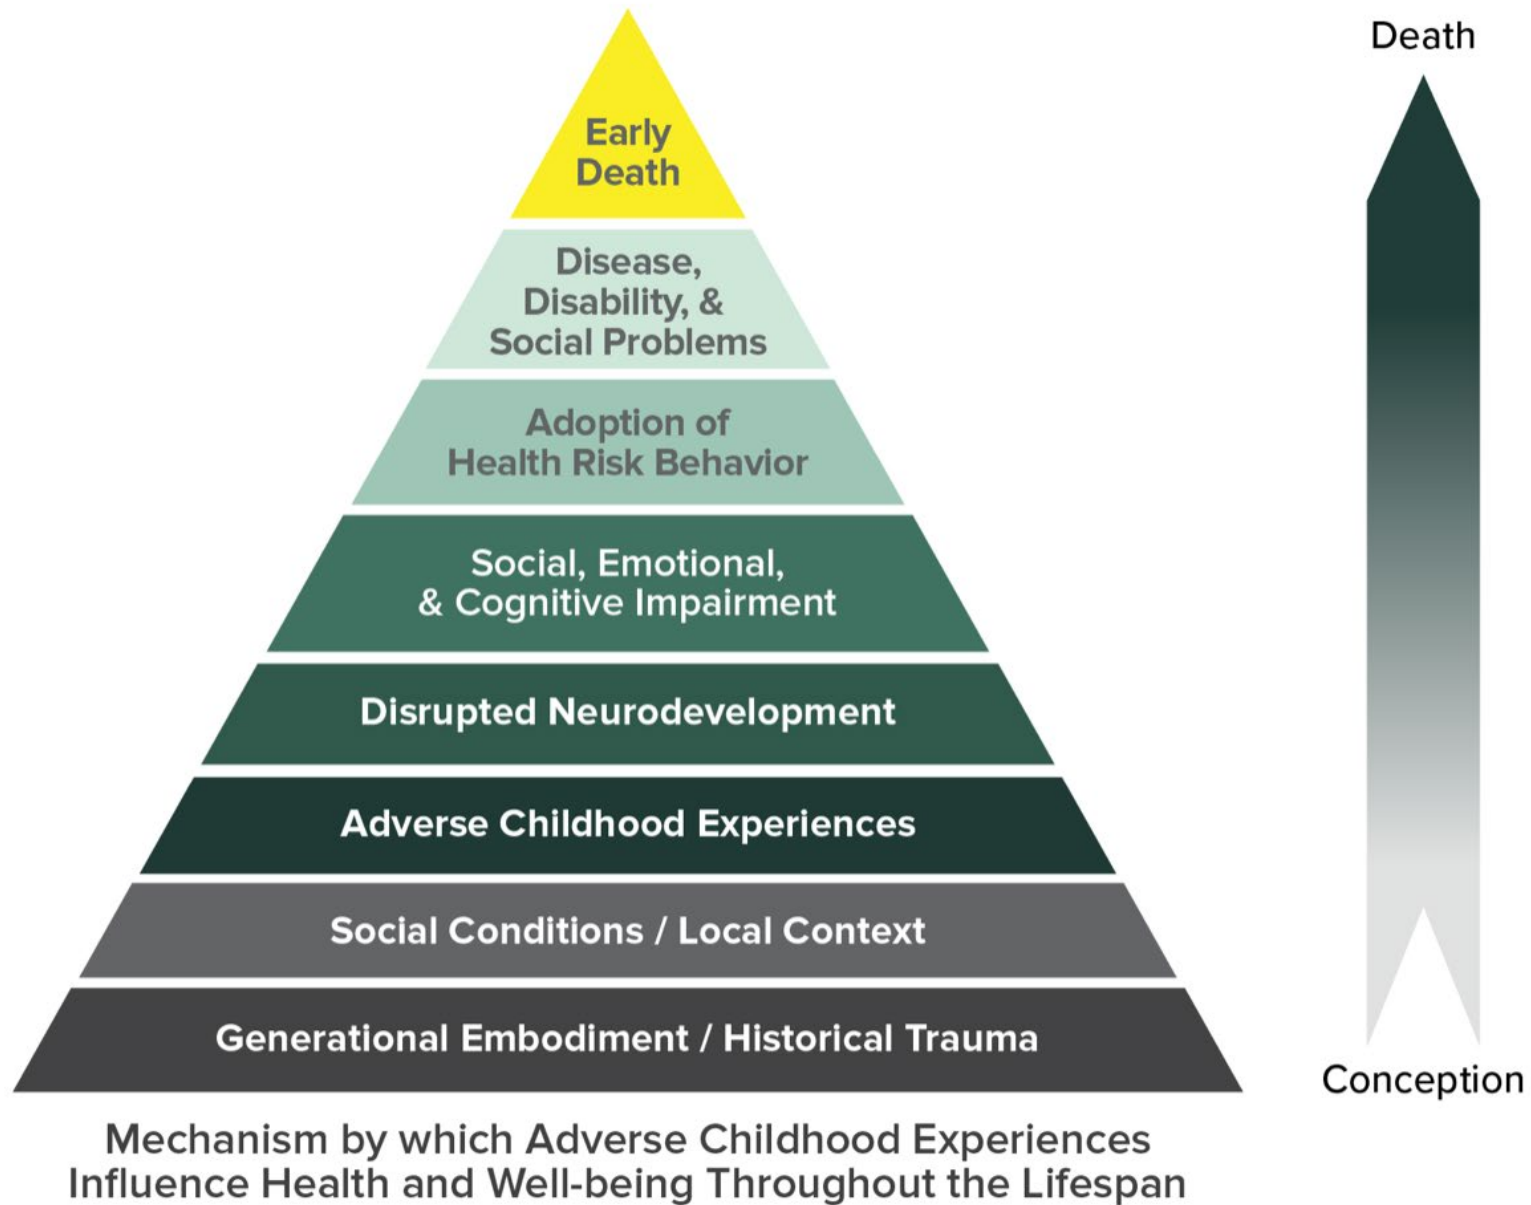 Death
Early
Death
Disease,
Disability, &
Social Problems
Adoption of
Health Risk Behavior
Social, Emotional,
& Cognitive Impairment
Disrupted Neurodevelopment
Adverse Childhood Experiences
Social Conditions / Local Context
Generational Embodiment / Historical Trauma
Conception
Mechanism by which Adverse Childhood Experiences
Influence Health and Well-being Throughout the Lifespan